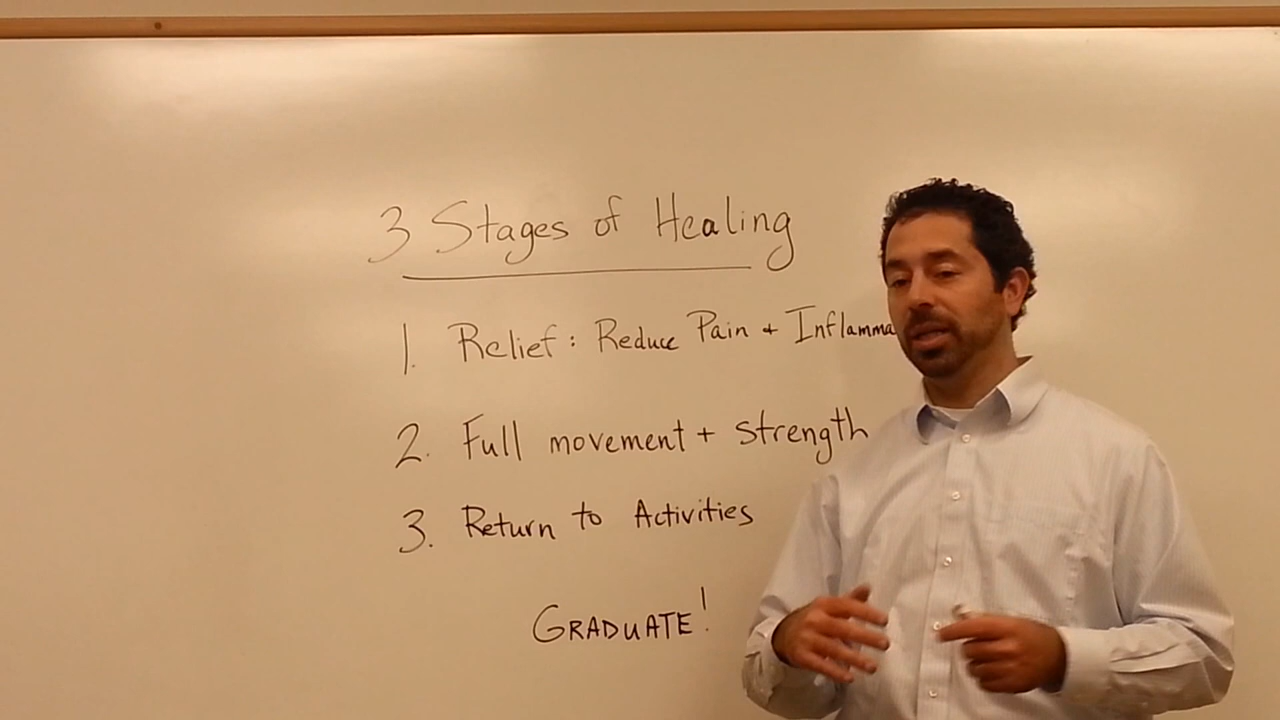 3 Stages of Healing
1. Relief: Reduce Pain + Inflamma
2. Full movement + strength
3. Return to Activities
GRADUATE!